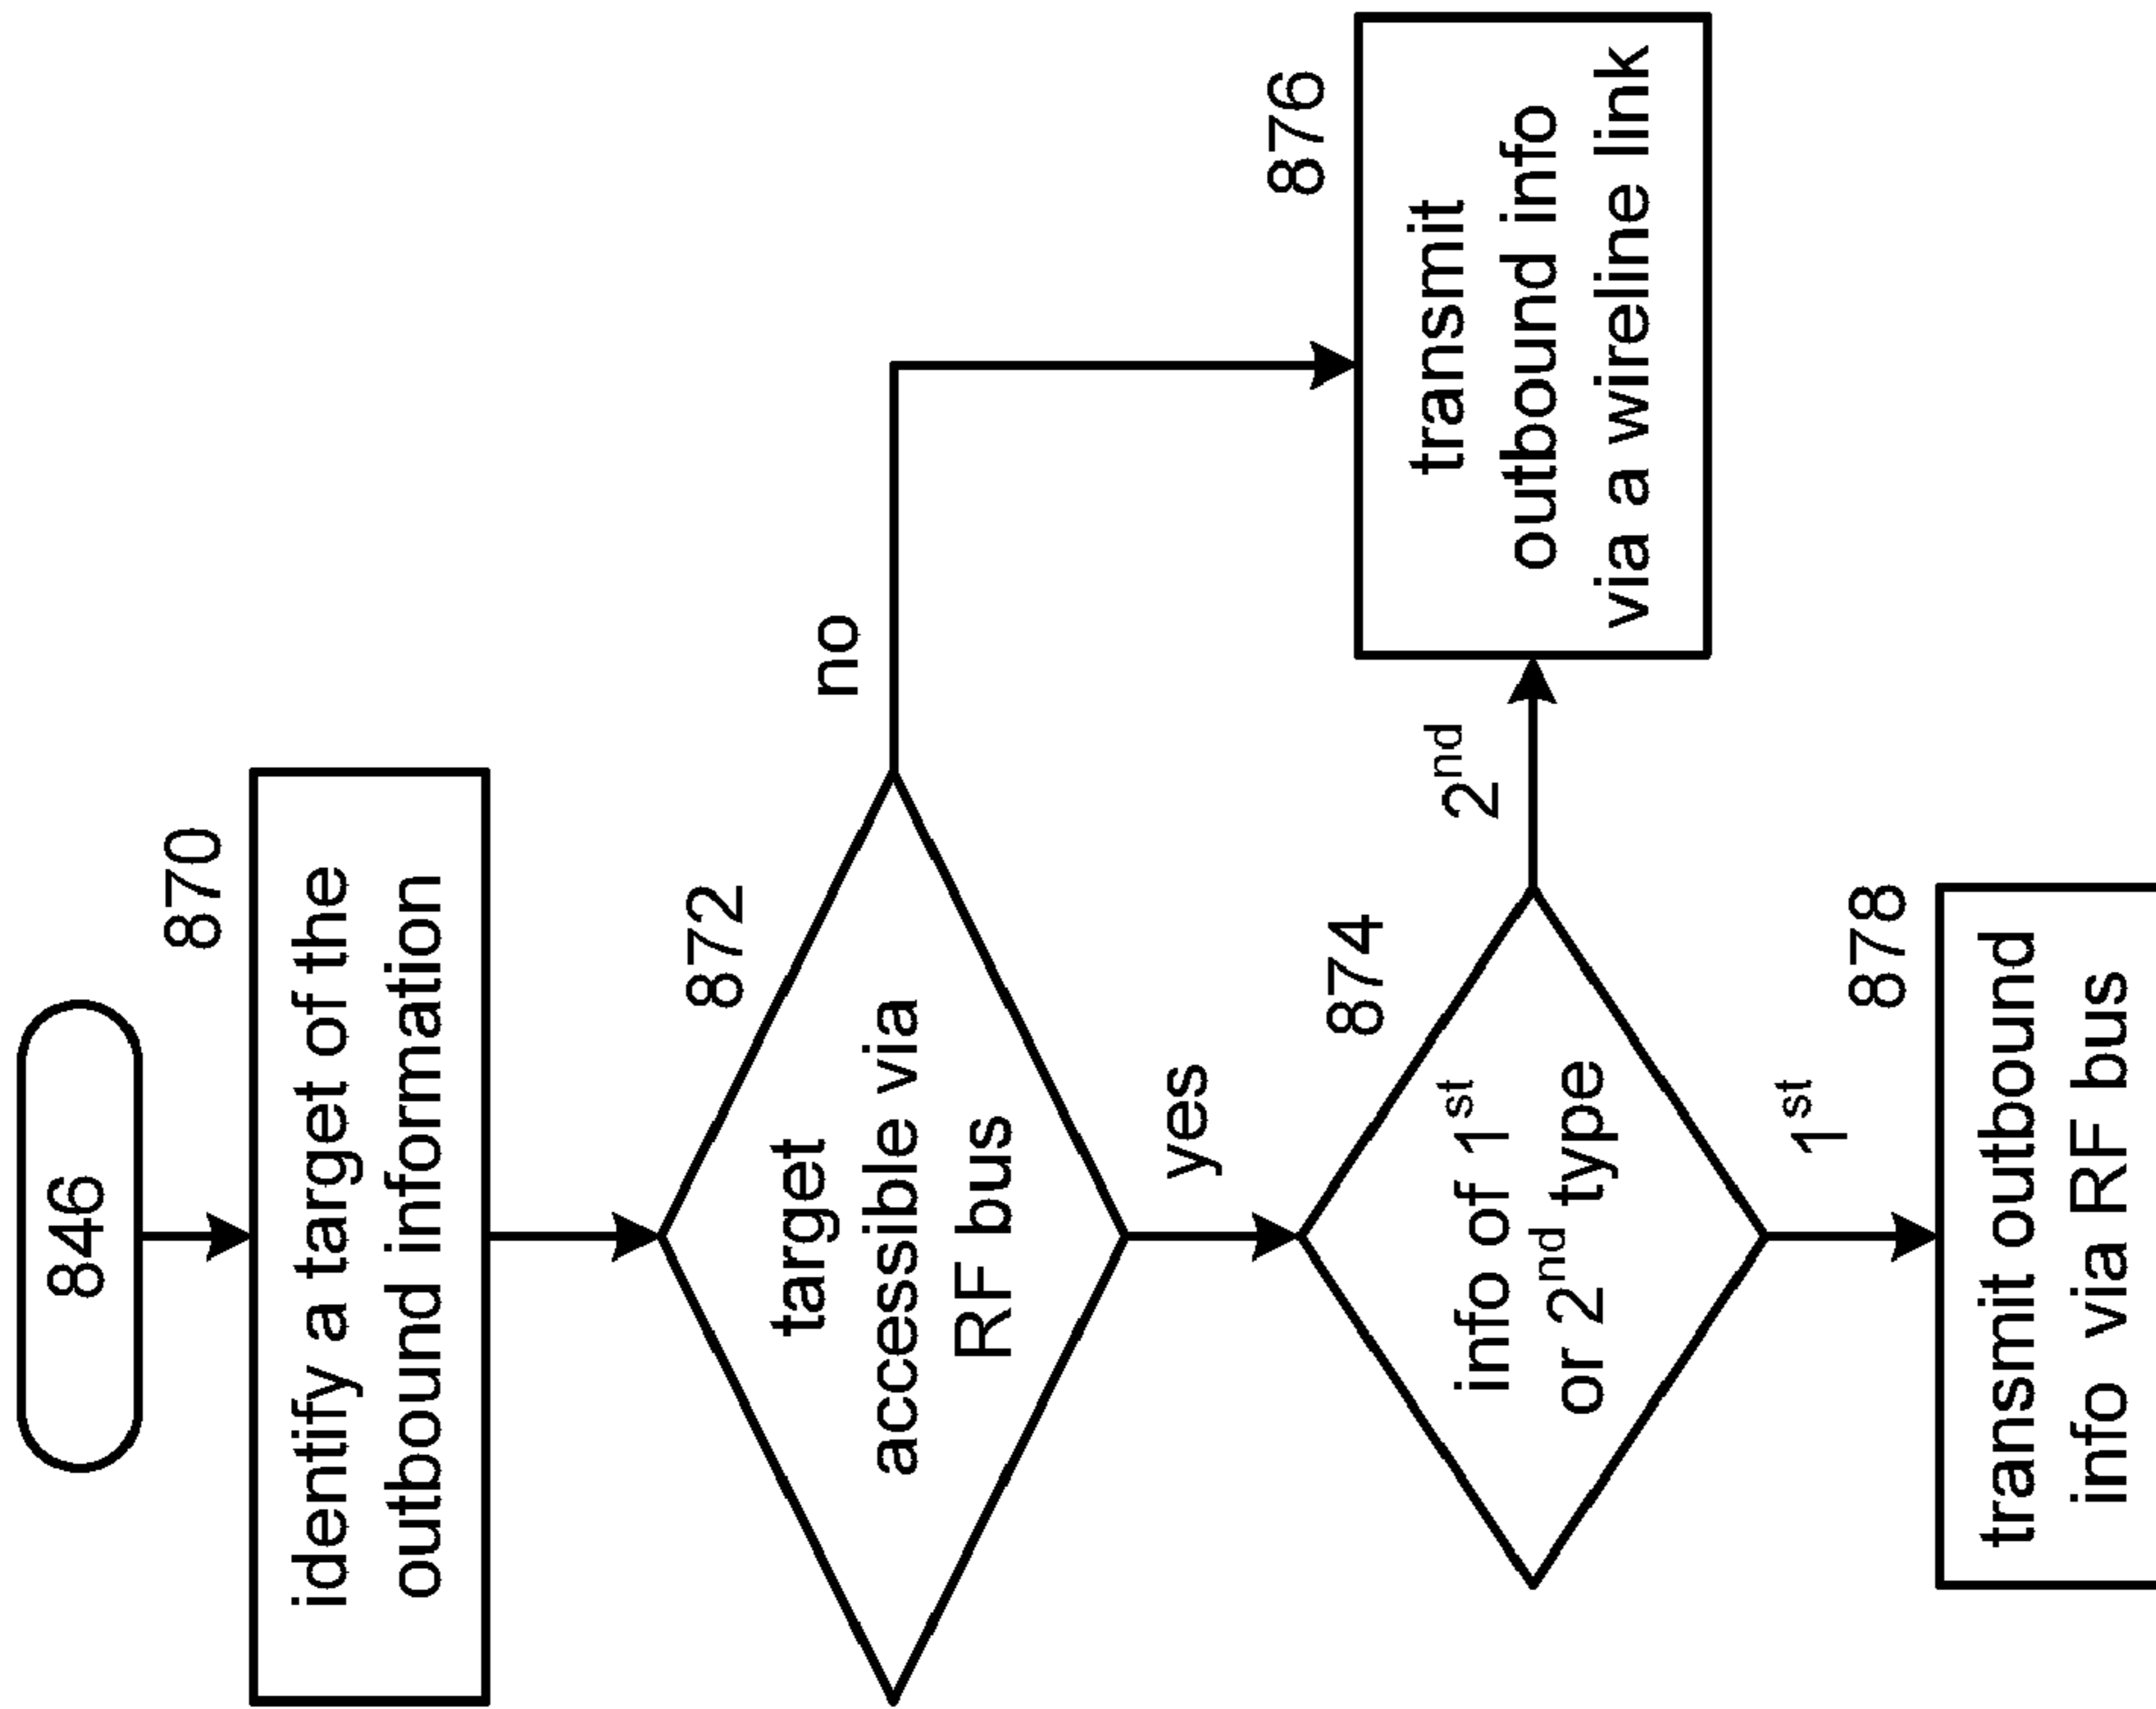 846
870
identify a target of the
outbound information
872
target
accessible via
RF bus
no
yes
874
info of 1st
or 2nd type
2nd
876
transmit
outbound info
via a wireline link
1st
878
transmit outbound
info via RF bus